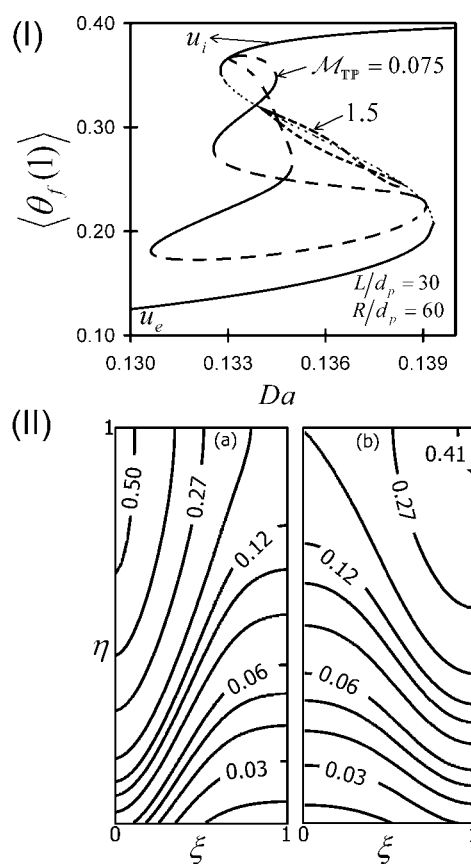 (I)
0.40
0.30
0.20
0.10
⟨θ_f(1)⟩
u_i
ℳ_TP = 0.075
1.5
L/d_p = 30
R/d_p = 60
u_e
0.130
0.133
0.136
0.139
Da
(II)
1
(a)
(b)
0.50
0.27
0.12
0.06
0.03
0.41
0.27
0.12
0.06
0.03
η
0
ξ
1
0
ξ
1